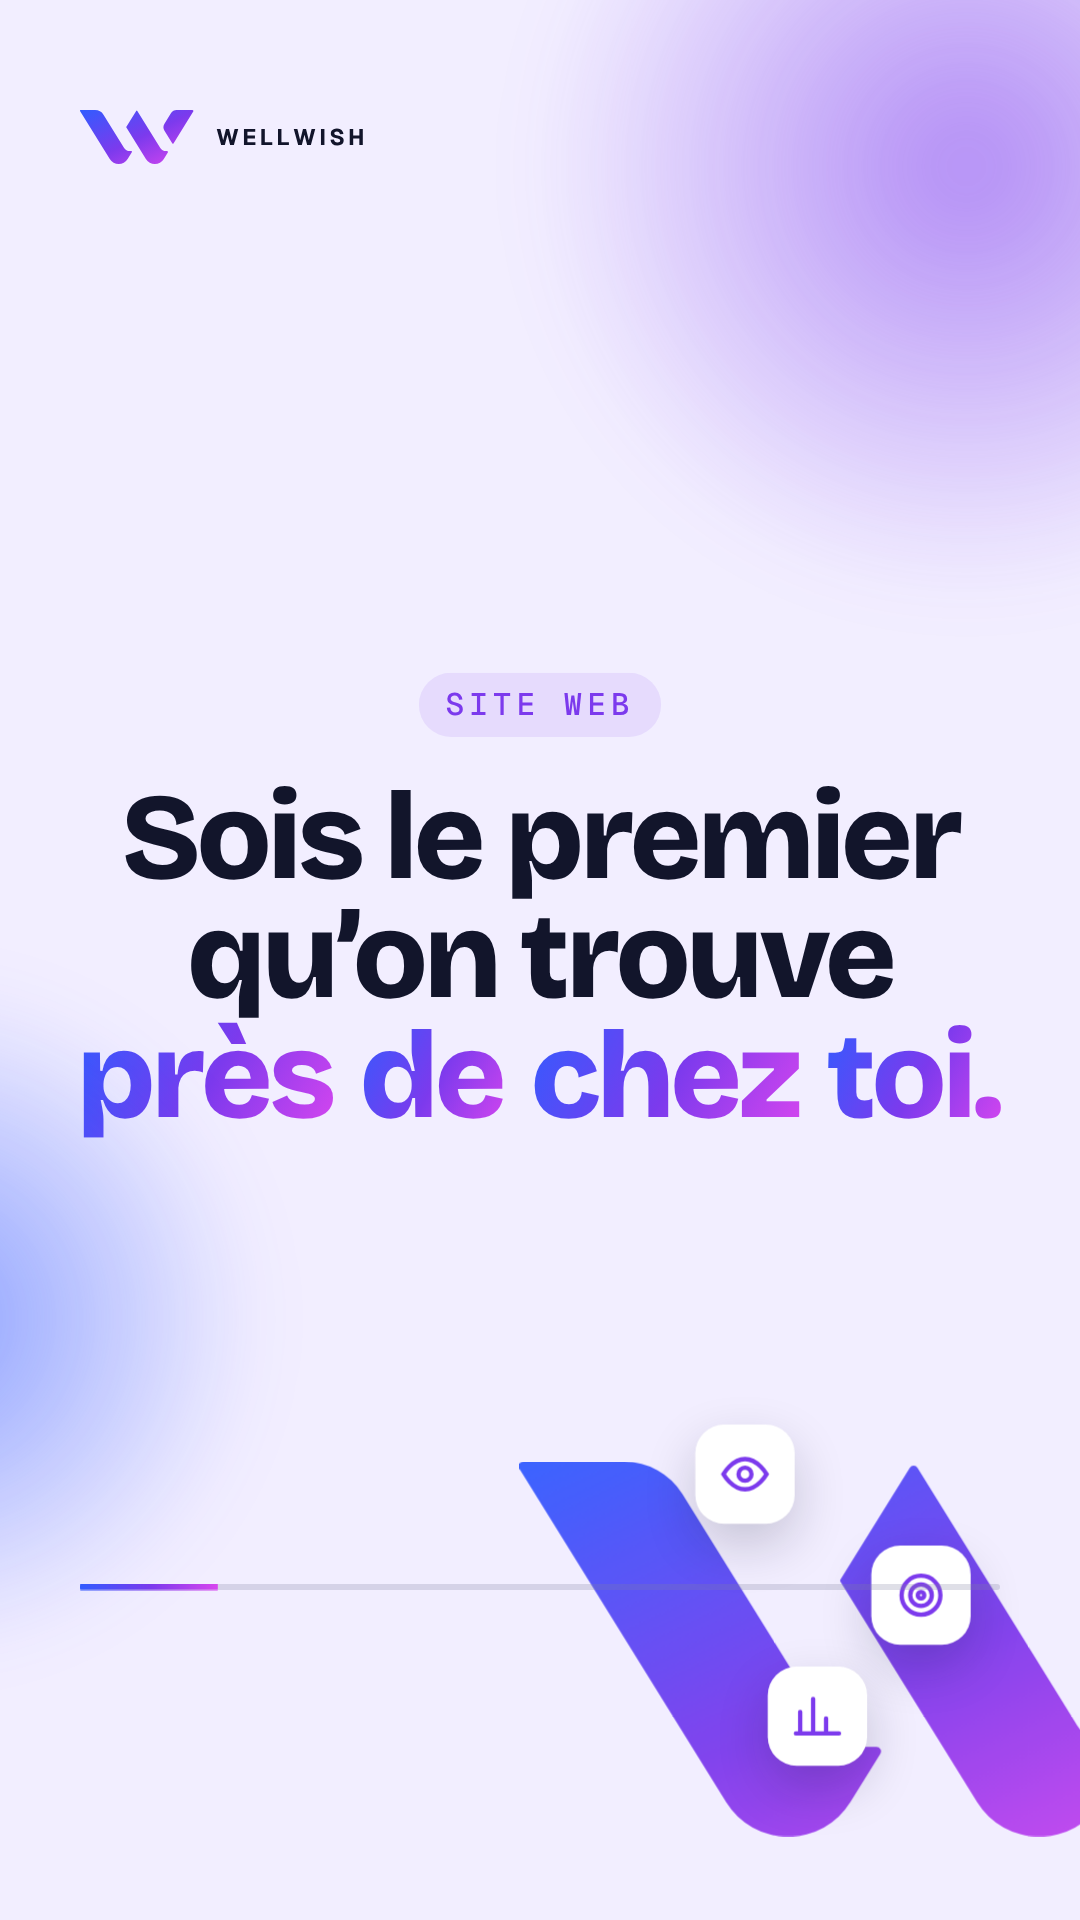 WELLWISH
SITE WEB
Sois le premier
qu’on trouve
près de chez toi.